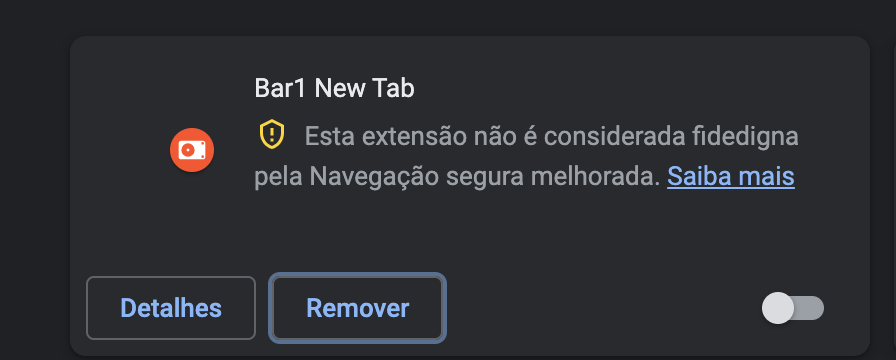 Bar1 New Tab
Esta extensão não é considerada fidedigna
pela Navegação segura melhorada. Saiba mais
Detalhes
Remover